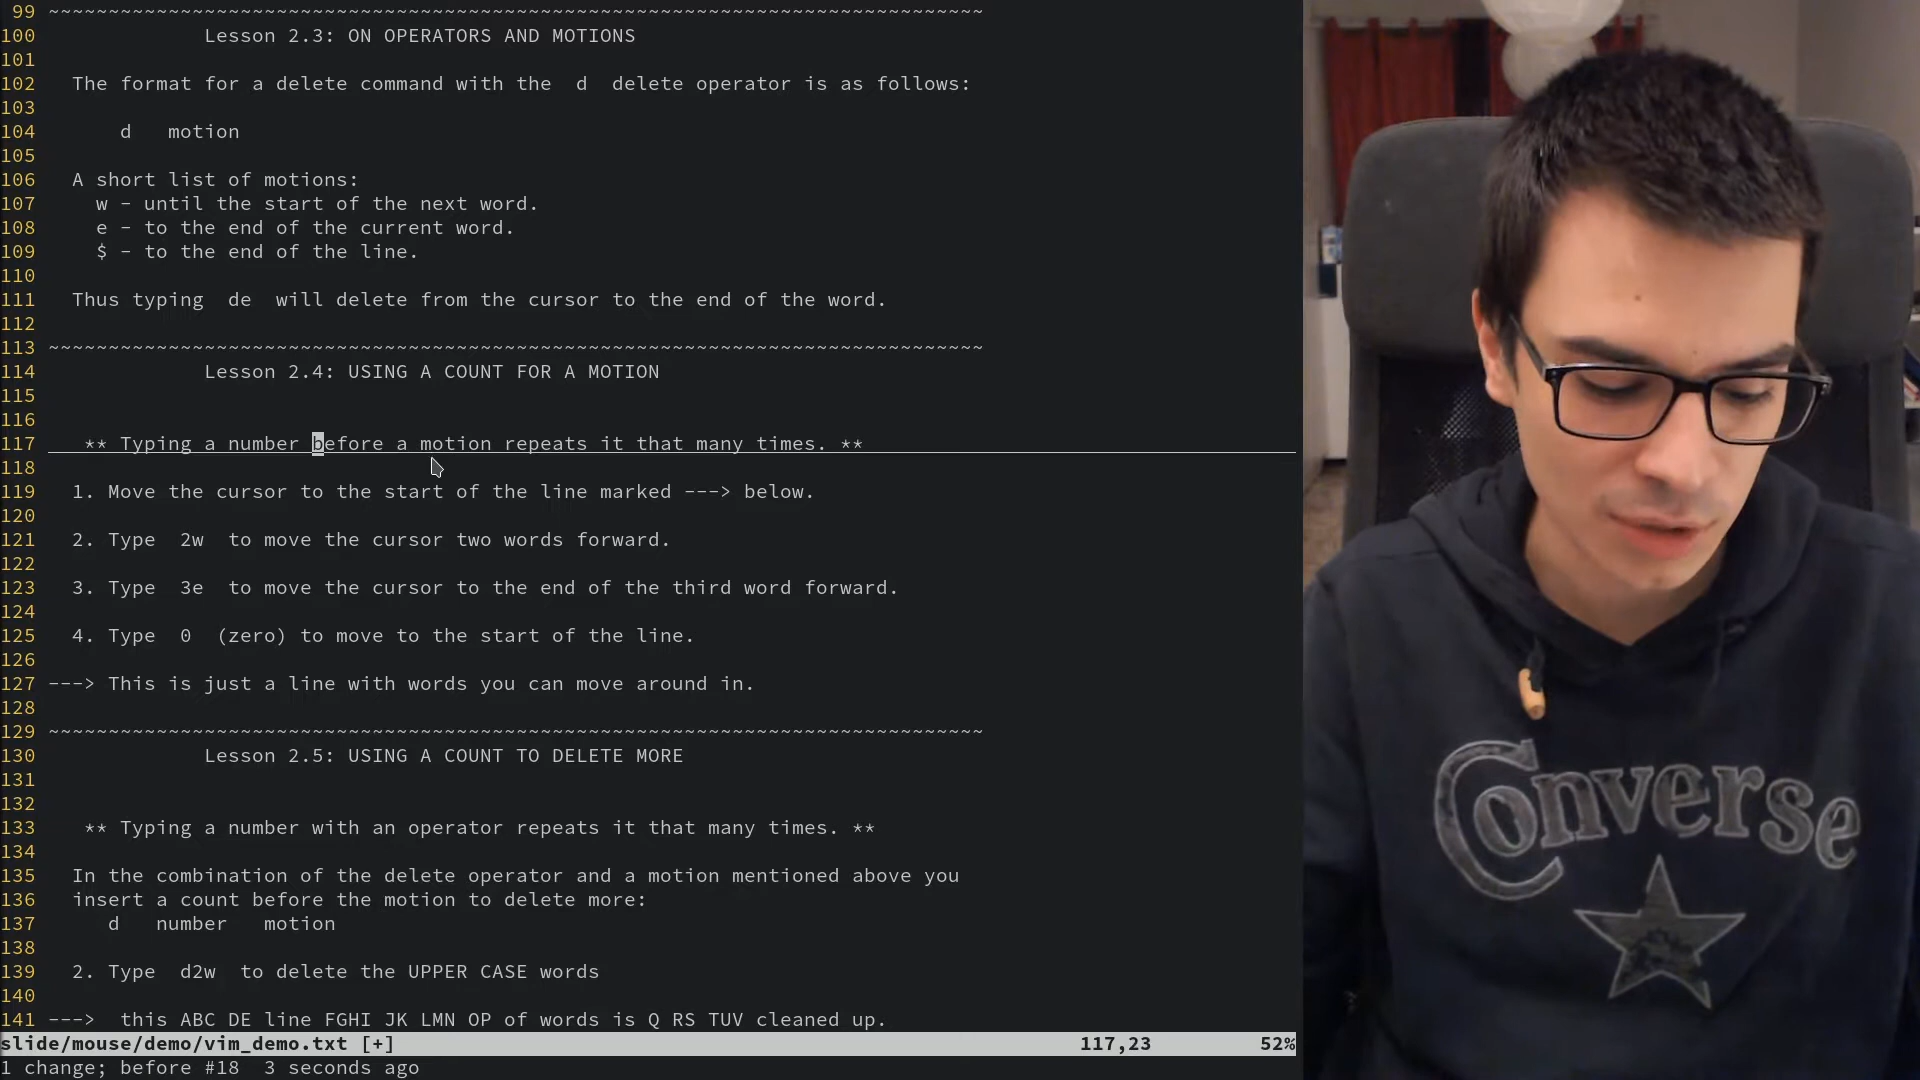 99 ~~~~~~~~~~~~~~~~~~~~~~~~~~~~~~~~~~~~~~~~~~~~~~~~~~~~~~~~~~~~~~~~~~~~~~~~~~~~~~
100 Lesson 2.3: ON OPERATORS AND MOTIONS
101
102 The format for a delete command with the d delete operator is as follows:
103
104 d motion
105
106 A short list of motions:
107 w - until the start of the next word.
108 e - to the end of the current word.
109 $ - to the end of the line.
110
111 Thus typing de will delete from the cursor to the end of the word.
112
113 ~~~~~~~~~~~~~~~~~~~~~~~~~~~~~~~~~~~~~~~~~~~~~~~~~~~~~~~~~~~~~~~~~~~~~~~~~~~~~~
114 Lesson 2.4: USING A COUNT FOR A MOTION
115
116
117 ** Typing a number before a motion repeats it that many times. **
118
119 1. Move the cursor to the start of the line marked ---> below.
120
121 2. Type 2w to move the cursor two words forward.
122
123 3. Type 3e to move the cursor to the end of the third word forward.
124
125 4. Type 0 (zero) to move to the start of the line.
126
127 ---> This is just a line with words you can move around in.
128
129 ~~~~~~~~~~~~~~~~~~~~~~~~~~~~~~~~~~~~~~~~~~~~~~~~~~~~~~~~~~~~~~~~~~~~~~~~~~~~~~
130 Lesson 2.5: USING A COUNT TO DELETE MORE
131
132
133 ** Typing a number with an operator repeats it that many times. **
134
135 In the combination of the delete operator and a motion mentioned above you
136 insert a count before the motion to delete more:
137 d number motion
138
139 2. Type d2w to delete the UPPER CASE words
140
141 ---> this ABC DE line FGHI JK LMN OP of words is Q RS TUV cleaned up.
slide/mouse/demo/vim_demo.txt [+] 117,23 52%
1 change; before #18 3 seconds ago
Converse